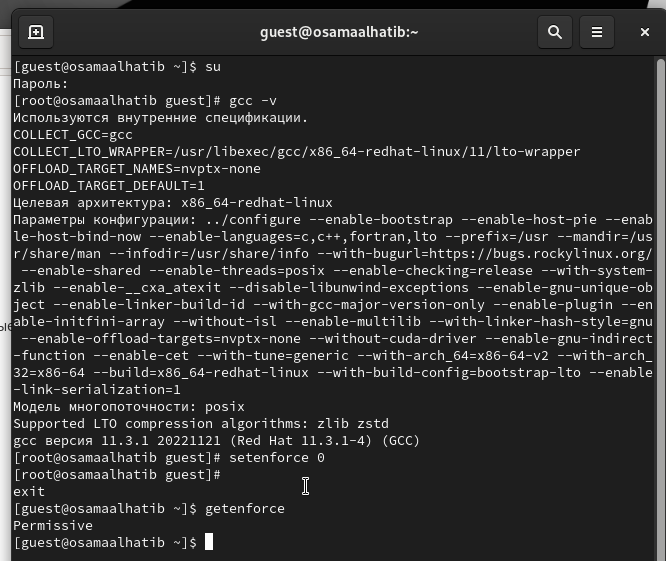 guest@osamaalhatib:~
[guest@osamaalhatib ~]$ su
Пароль:
[root@osamaalhatib guest]# gcc -v
Используются внутренние спецификации.
COLLECT_GCC=gcc
COLLECT_LTO_WRAPPER=/usr/libexec/gcc/x86_64-redhat-linux/11/lto-wrapper
OFFLOAD_TARGET_NAMES=nvptx-none
OFFLOAD_TARGET_DEFAULT=1
Целевая архитектура: x86_64-redhat-linux
Параметры конфигурации: ../configure --enable-bootstrap --enable-host-pie --enab
le-host-bind-now --enable-languages=c,c++,fortran,lto --prefix=/usr --mandir=/us
r/share/man --infodir=/usr/share/info --with-bugurl=https://bugs.rockylinux.org/
 --enable-shared --enable-threads=posix --enable-checking=release --with-system-
zlib --enable-__cxa_atexit --disable-libunwind-exceptions --enable-gnu-unique-ob
ject --enable-linker-build-id --with-gcc-major-version-only --enable-plugin --en
able-initfini-array --without-isl --enable-multilib --with-linker-hash-style=gnu
 --enable-offload-targets=nvptx-none --without-cuda-driver --enable-gnu-indirect
-function --enable-cet --with-tune=generic --with-arch_64=x86-64-v2 --with-arch_
32=x86-64 --build=x86_64-redhat-linux --with-build-config=bootstrap-lto --enable
-link-serialization=1
Модель многопоточности: posix
Supported LTO compression algorithms: zlib zstd
gcc версия 11.3.1 20221121 (Red Hat 11.3.1-4) (GCC)
[root@osamaalhatib guest]# setenforce 0
[root@osamaalhatib guest]#
exit
[guest@osamaalhatib ~]$ getenforce
Permissive
[guest@osamaalhatib ~]$